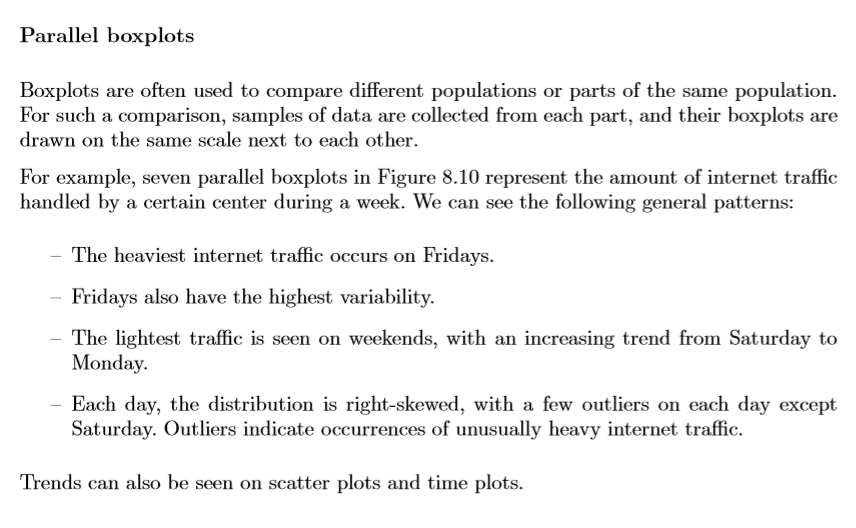 Parallel boxplots
Boxplots are often used to compare different populations or parts of the same population.
For such a comparison, samples of data are collected from each part, and their boxplots are
drawn on the same scale next to each other.
For example, seven parallel boxplots in Figure 8.10 represent the amount of internet traffic
handled by a certain center during a week. We can see the following general patterns:
– The heaviest internet traffic occurs on Fridays.
– Fridays also have the highest variability.
– The lightest traffic is seen on weekends, with an increasing trend from Saturday to
Monday.
– Each day, the distribution is right-skewed, with a few outliers on each day except
Saturday. Outliers indicate occurrences of unusually heavy internet traffic.
Trends can also be seen on scatter plots and time plots.